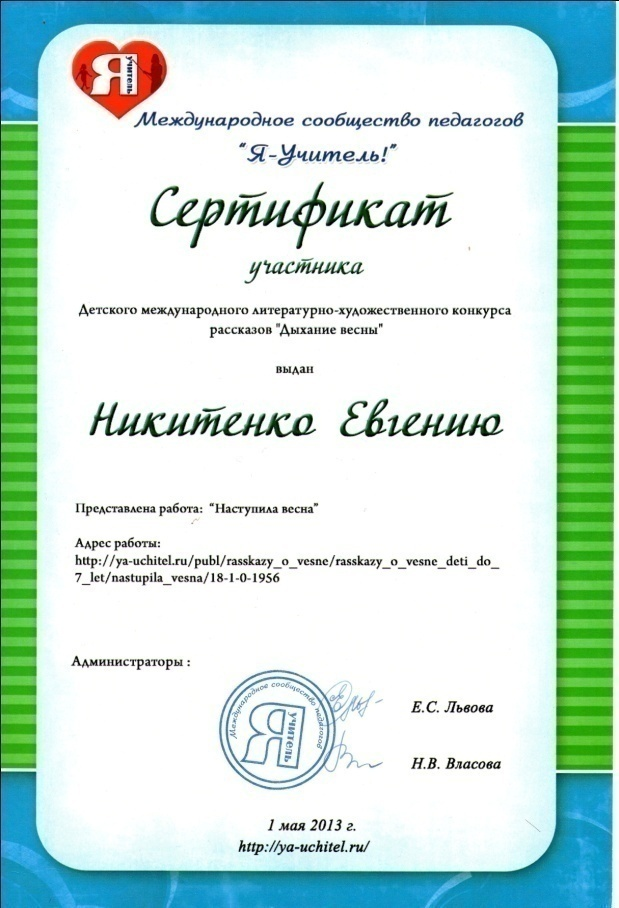 Я
учитель
Международное сообщество педагогов
"Я-Учитель!"
Сертификат
участника
Детского международного литературно-художественного конкурса
рассказов "Дыхание весны"
выдан
Никитенко Евгению
Представлена работа: "Наступила весна"
Адрес работы:
http://ya-uchitel.ru/publ/rasskazy_o_vesne/rasskazy_o_vesne_deti_do_
7_let/nastupila_vesna/18-1-0-1956
Администраторы :
Международное сообщество педагогов
Я
учитель
Е.С. Львова
Н.В. Власова
1 мая 2013 г.
http://ya-uchitel.ru/